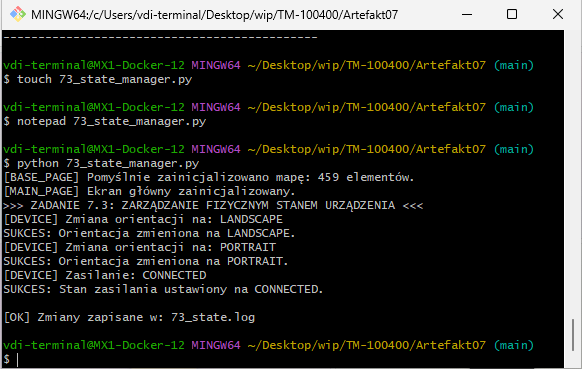 MINGW64:/c/Users/vdi-terminal/Desktop/wip/TM-100400/Artefakt07
--------------------------------------------
vdi-terminal@MX1-Docker-12 MINGW64 ~/Desktop/wip/TM-100400/Artefakt07 (main)
$ touch 73_state_manager.py
vdi-terminal@MX1-Docker-12 MINGW64 ~/Desktop/wip/TM-100400/Artefakt07 (main)
$ notepad 73_state_manager.py
vdi-terminal@MX1-Docker-12 MINGW64 ~/Desktop/wip/TM-100400/Artefakt07 (main)
$ python 73_state_manager.py
[BASE_PAGE] Pomyślnie zainicjalizowano mapę: 459 elementów.
[MAIN_PAGE] Ekran główny zainicjalizowany.
>>> ZADANIE 7.3: ZARZĄDZANIE FIZYCZNYM STANEM URZĄDZENIA <<<
[DEVICE] Zmiana orientacji na: LANDSCAPE
SUKCES: Orientacja zmieniona na LANDSCAPE.
[DEVICE] Zmiana orientacji na: PORTRAIT
SUKCES: Orientacja zmieniona na PORTRAIT.
[DEVICE] Zasilanie: CONNECTED
SUKCES: Stan zasilania ustawiony na CONNECTED.
[OK] Zmiany zapisane w: 73_state.log
vdi-terminal@MX1-Docker-12 MINGW64 ~/Desktop/wip/TM-100400/Artefakt07 (main)
$